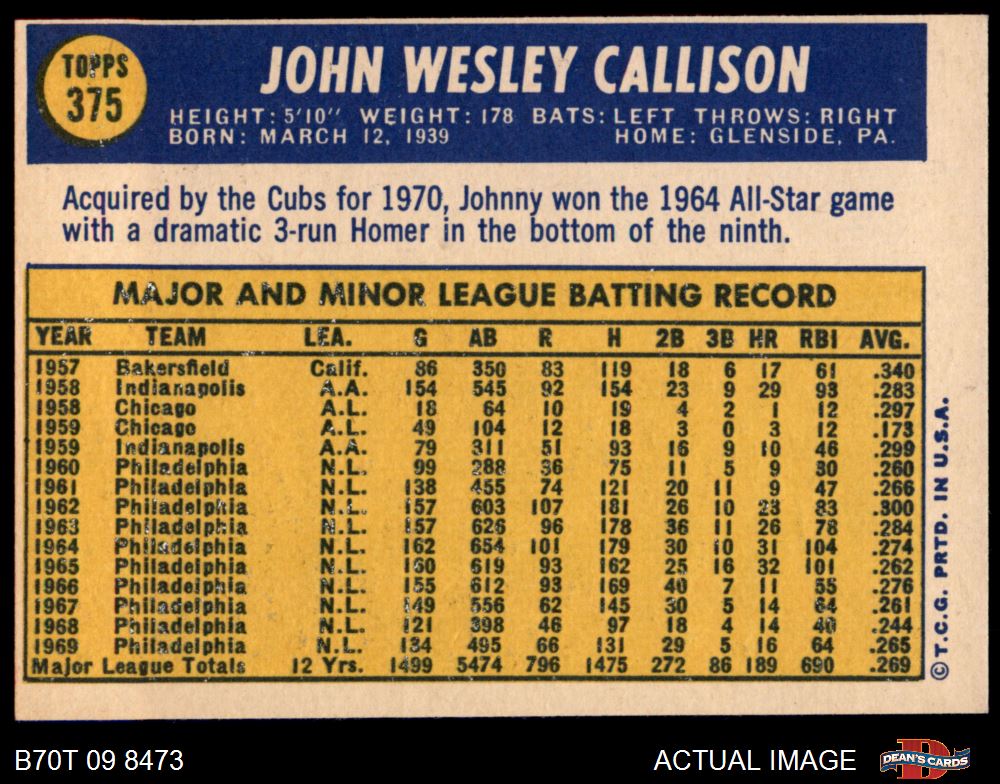 TOPPS
375
JOHN WESLEY CALLISON
HEIGHT: 5'10" WEIGHT: 178 BATS: LEFT THROWS: RIGHT
BORN: MARCH 12, 1939 HOME: GLENSIDE, PA.
Acquired by the Cubs for 1970, Johnny won the 1964 All-Star game
with a dramatic 3-run Homer in the bottom of the ninth.
MAJOR AND MINOR LEAGUE BATTING RECORD
YEAR TEAM LEA. G AB R H 2B 3B HR RBI AVG.
1957 Bakersfield Calif. 86 350 83 119 18 6 17 61 .340
1958 Indianapolis A.A. 154 545 92 154 23 9 29 93 .283
1958 Chicago A.L. 18 64 10 19 4 2 1 12 .297
1959 Chicago A.L. 49 104 12 18 3 0 3 12 .173
1959 Indianapolis A.A. 79 311 51 93 16 9 10 46 .299
1960 Philadelphia N.L. 99 288 36 75 11 5 9 30 .260
1961 Philadelphia N.L. 138 455 74 121 20 11 9 47 .266
1962 Philadelphia N.L. 157 603 107 181 26 10 23 83 .300
1963 Philadelphia N.L. 157 626 96 178 36 11 26 78 .284
1964 Philadelphia N.L. 162 654 101 179 30 10 31 104 .274
1965 Philadelphia N.L. 160 619 93 162 25 16 32 101 .262
1966 Philadelphia N.L. 155 612 93 169 40 7 11 55 .276
1967 Philadelphia N.L. 149 556 62 145 30 5 14 64 .261
1968 Philadelphia N.L. 121 398 46 97 18 4 14 40 .244
1969 Philadelphia N.L. 134 495 66 131 29 5 16 64 .265
Major League Totals 12 Yrs. 1499 5474 796 1475 272 86 189 690 .269
© T.C.G. PRTD. IN U.S.A.
B70T 09 8473 ACTUAL IMAGE DEAN'S CARDS